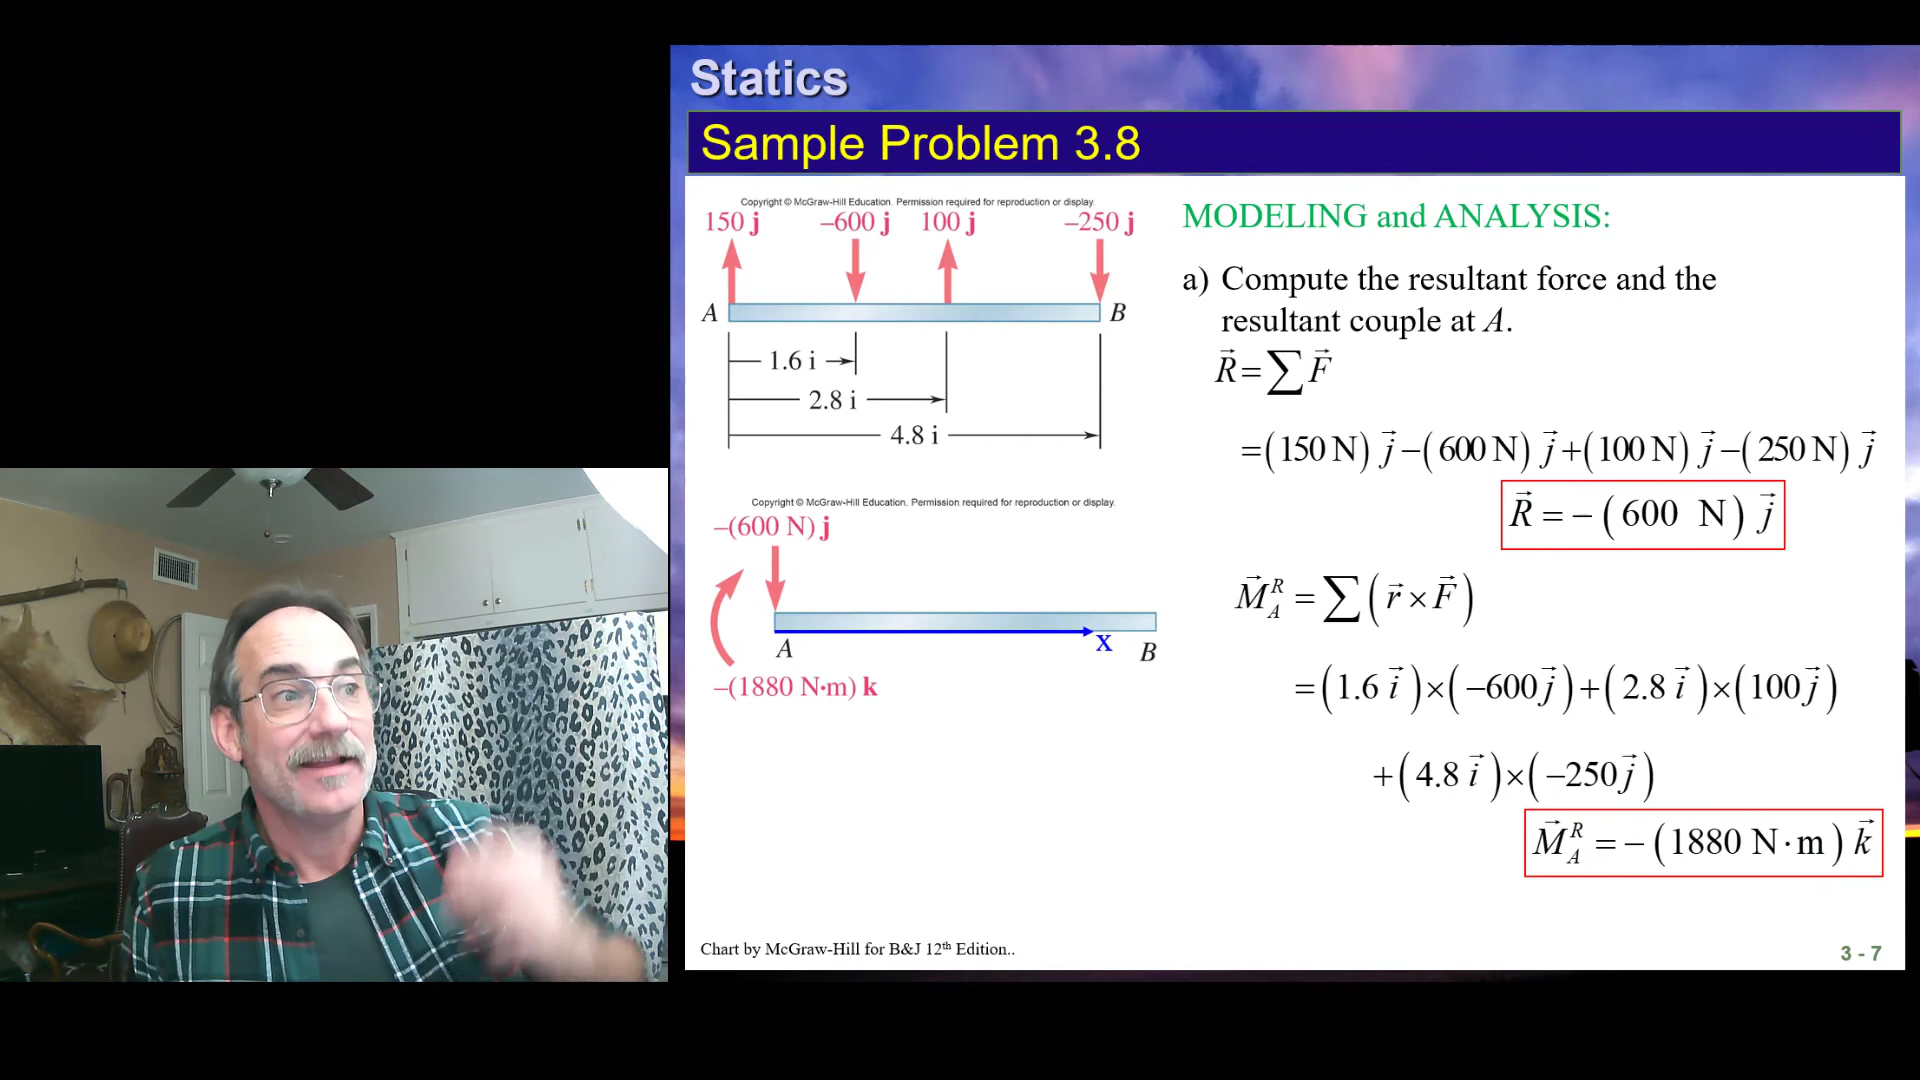 Statics
Sample Problem 3.8
Copyright © McGraw-Hill Education. Permission required for reproduction or display.
150 j –600 j 100 j –250 j
A B
1.6 i
2.8 i
4.8 i
Copyright © McGraw-Hill Education. Permission required for reproduction or display.
–(600 N) j
x
A B
–(1880 N·m) k
MODELING and ANALYSIS:
a) Compute the resultant force and the
resultant couple at A.
R⃗ = ∑ F⃗
= (150 N) j⃗ − (600 N) j⃗ + (100 N) j⃗ − (250 N) j⃗
R⃗ = − (600 N) j⃗
M⃗_A^R = ∑ (r⃗ × F⃗)
= (1.6 i⃗) × (−600 j⃗) + (2.8 i⃗) × (100 j⃗)
+ (4.8 i⃗) × (−250 j⃗)
M⃗_A^R = − (1880 N·m) k⃗
Chart by McGraw-Hill for B&J 12th Edition..
3 - 7